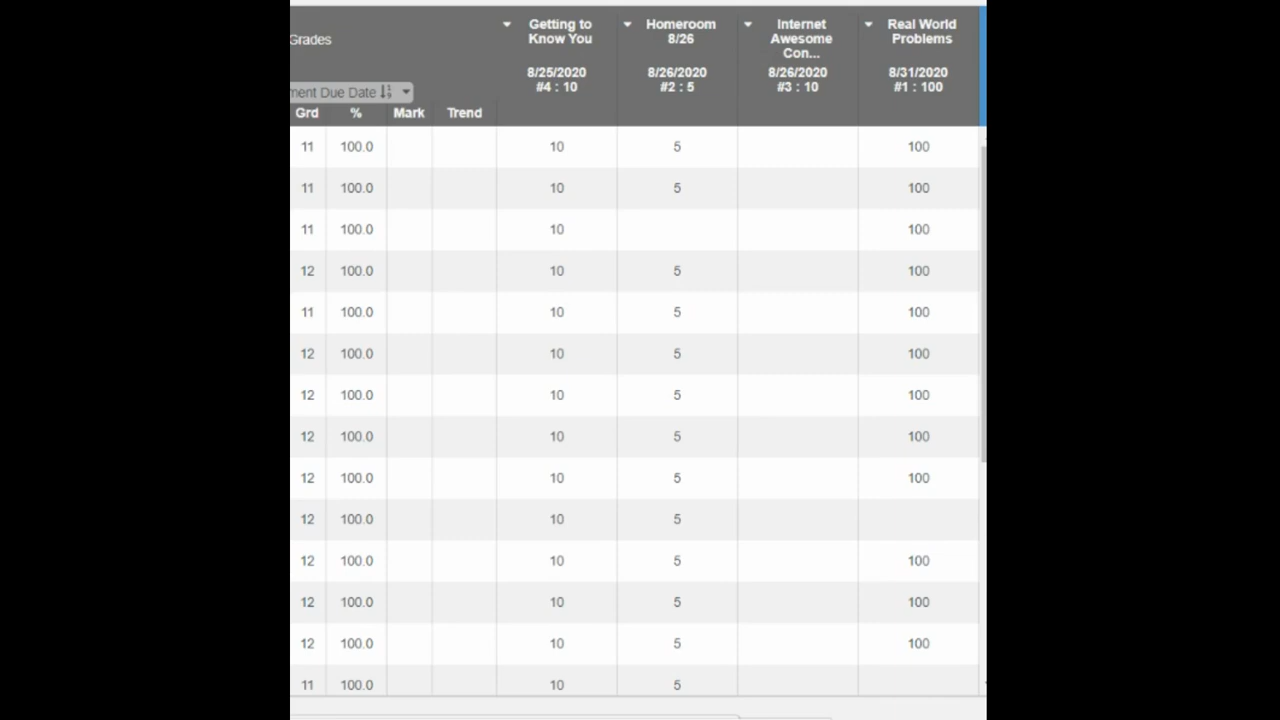 Grades
Getting to
Know You
8/25/2020
#4 : 10
Homeroom
8/26
8/26/2020
#2 : 5
Internet
Awesome
Con...
8/26/2020
#3 : 10
Real World
Problems
8/31/2020
#1 : 100
ment Due Date
Grd % Mark Trend
11 100.0 10 5 100
11 100.0 10 5 100
11 100.0 10 100
12 100.0 10 5 100
11 100.0 10 5 100
12 100.0 10 5 100
12 100.0 10 5 100
12 100.0 10 5 100
12 100.0 10 5 100
12 100.0 10 5
12 100.0 10 5 100
12 100.0 10 5 100
12 100.0 10 5 100
11 100.0 10 5